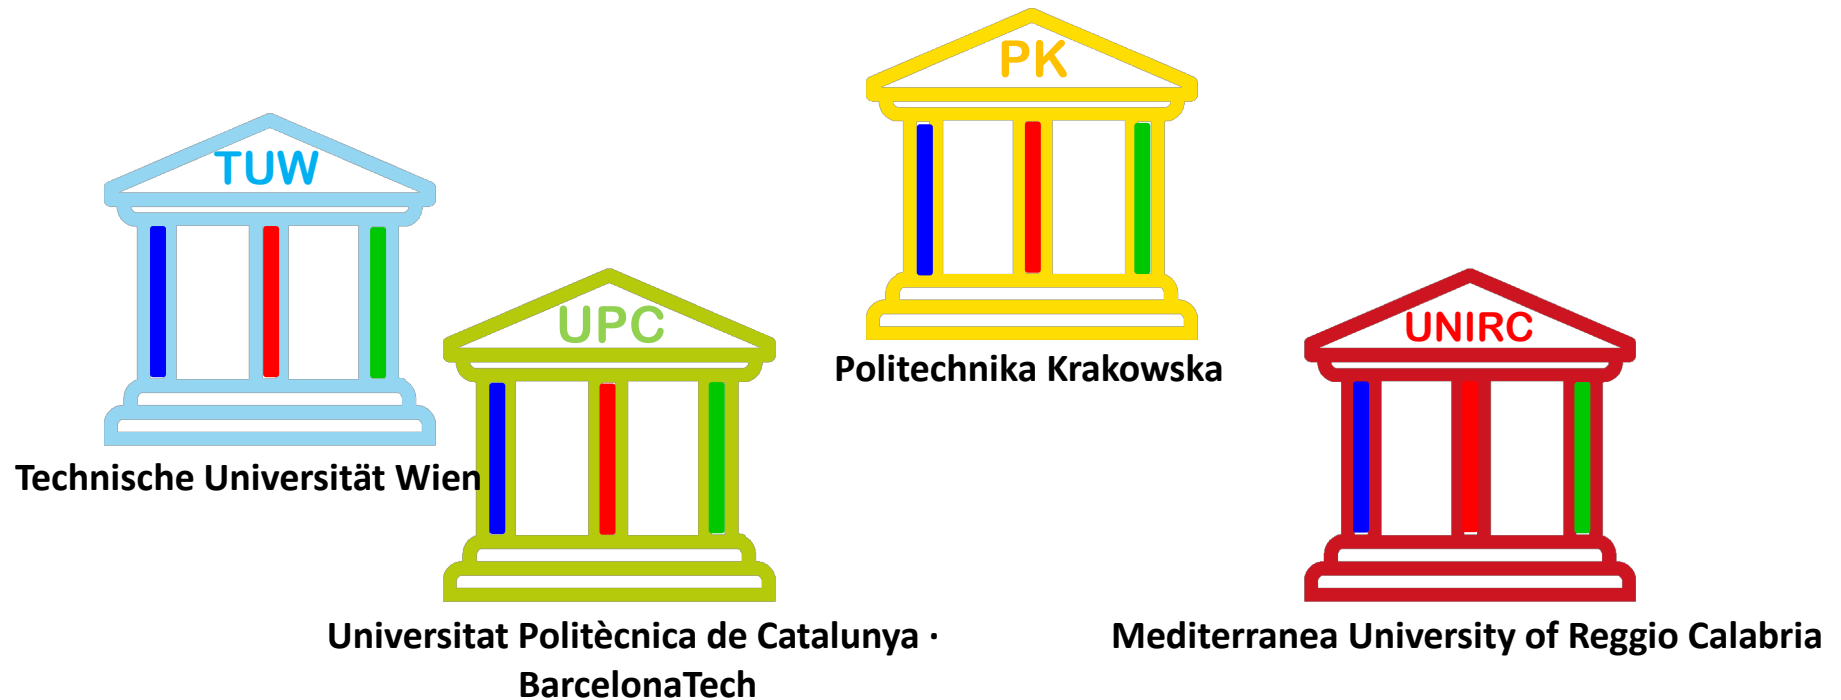 TUW
Technische Universität Wien
UPC
Universitat Politècnica de Catalunya ·
BarcelonaTech
PK
Politechnika Krakowska
UNIRC
Mediterranea University of Reggio Calabria